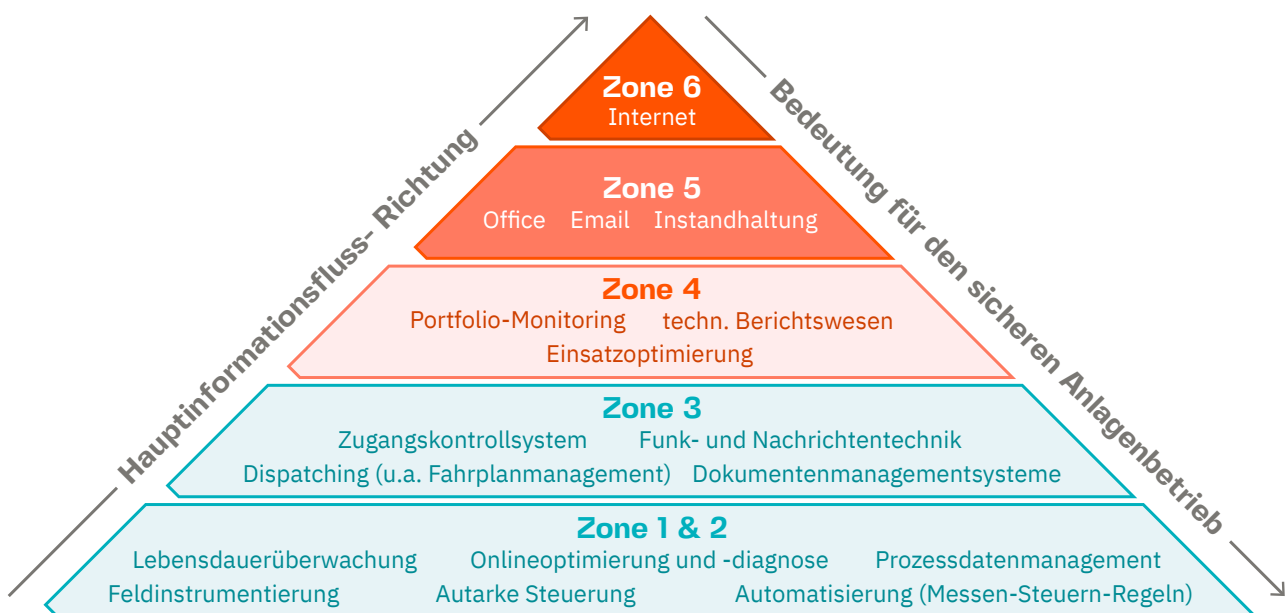 Hauptinformationsfluss- Richtung
Bedeutung für den sicheren Anlagenbetrieb
Zone 6
Internet
Zone 5
Office Email Instandhaltung
Zone 4
Portfolio-Monitoring techn. Berichtswesen
Einsatzoptimierung
Zone 3
Zugangskontrollsystem Funk- und Nachrichtentechnik
Dispatching (u.a. Fahrplanmanagement) Dokumentenmanagementsysteme
Zone 1 & 2
Lebensdauerüberwachung Onlineoptimierung und -diagnose Prozessdatenmanagement
Feldinstrumentierung Autarke Steuerung Automatisierung (Messen-Steuern-Regeln)